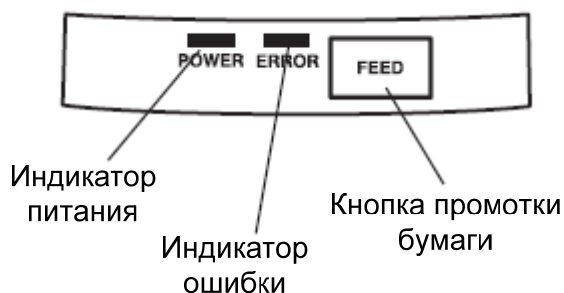 POWER ERROR FEED
Индикатор
питания
Индикатор
ошибки
Кнопка промотки
бумаги